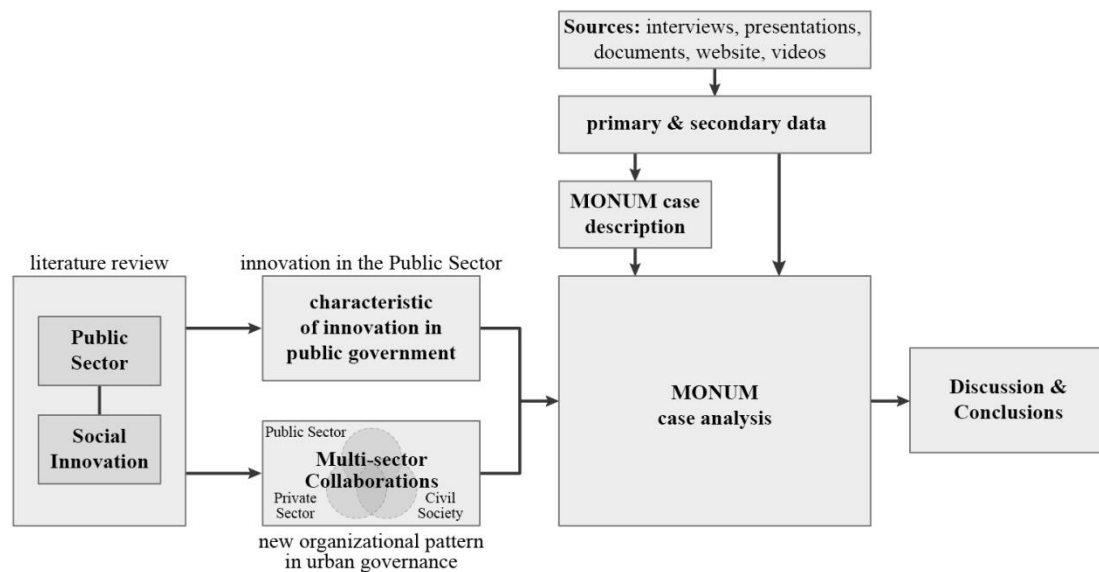 Sources: interviews, presentations,
documents, website, videos
primary & secondary data
MONUM case
description
literature review
innovation in the Public Sector
Public
Sector
Social
Innovation
characteristic
of innovation in
public government
Public Sector
Multi-sector
Collaborations
Private
Sector
Civil
Society
new organizational pattern
in urban governance
MONUM
case analysis
Discussion &
Conclusions